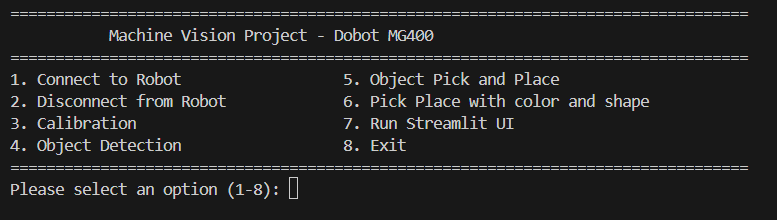 ==================================================================================
Machine Vision Project - Dobot MG400
==================================================================================
1. Connect to Robot 5. Object Pick and Place
2. Disconnect from Robot 6. Pick Place with color and shape
3. Calibration 7. Run Streamlit UI
4. Object Detection 8. Exit
==================================================================================
Please select an option (1-8):